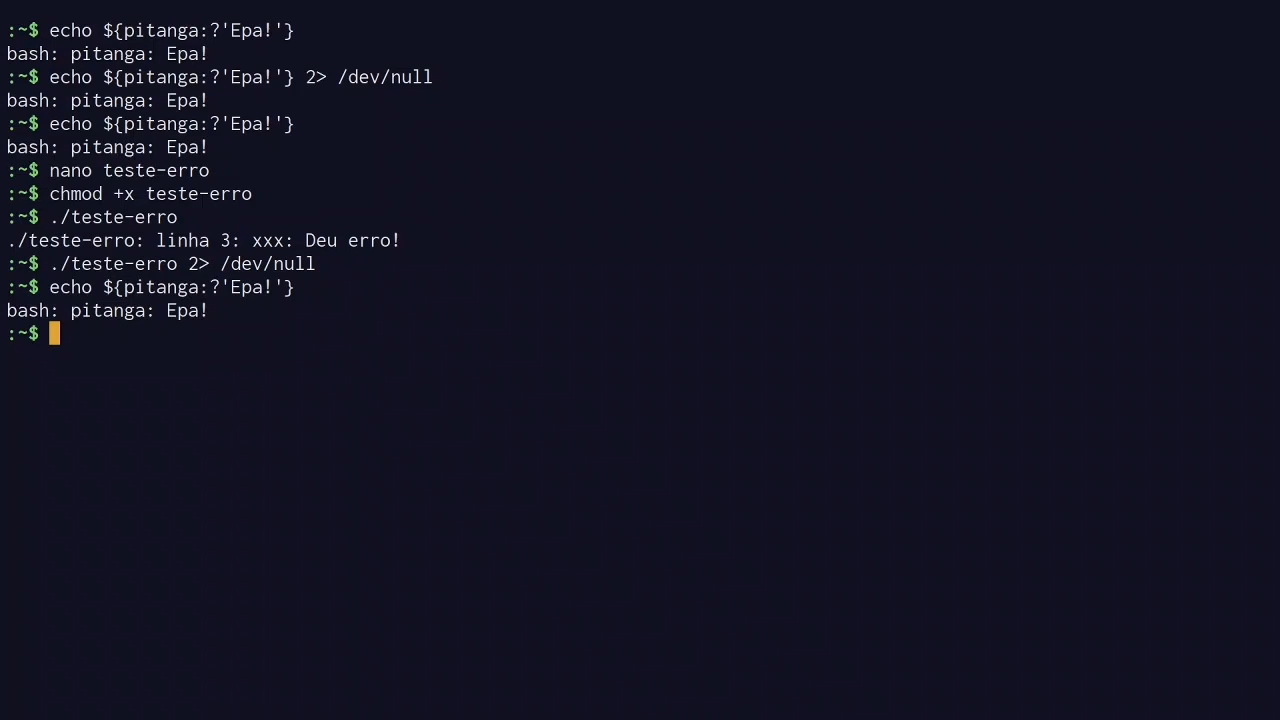 :~$ echo ${pitanga:?'Epa!'}
bash: pitanga: Epa!
:~$ echo ${pitanga:?'Epa!'} 2> /dev/null
bash: pitanga: Epa!
:~$ echo ${pitanga:?'Epa!'}
bash: pitanga: Epa!
:~$ nano teste-erro
:~$ chmod +x teste-erro
:~$ ./teste-erro
./teste-erro: linha 3: xxx: Deu erro!
:~$ ./teste-erro 2> /dev/null
:~$ echo ${pitanga:?'Epa!'}
bash: pitanga: Epa!
:~$